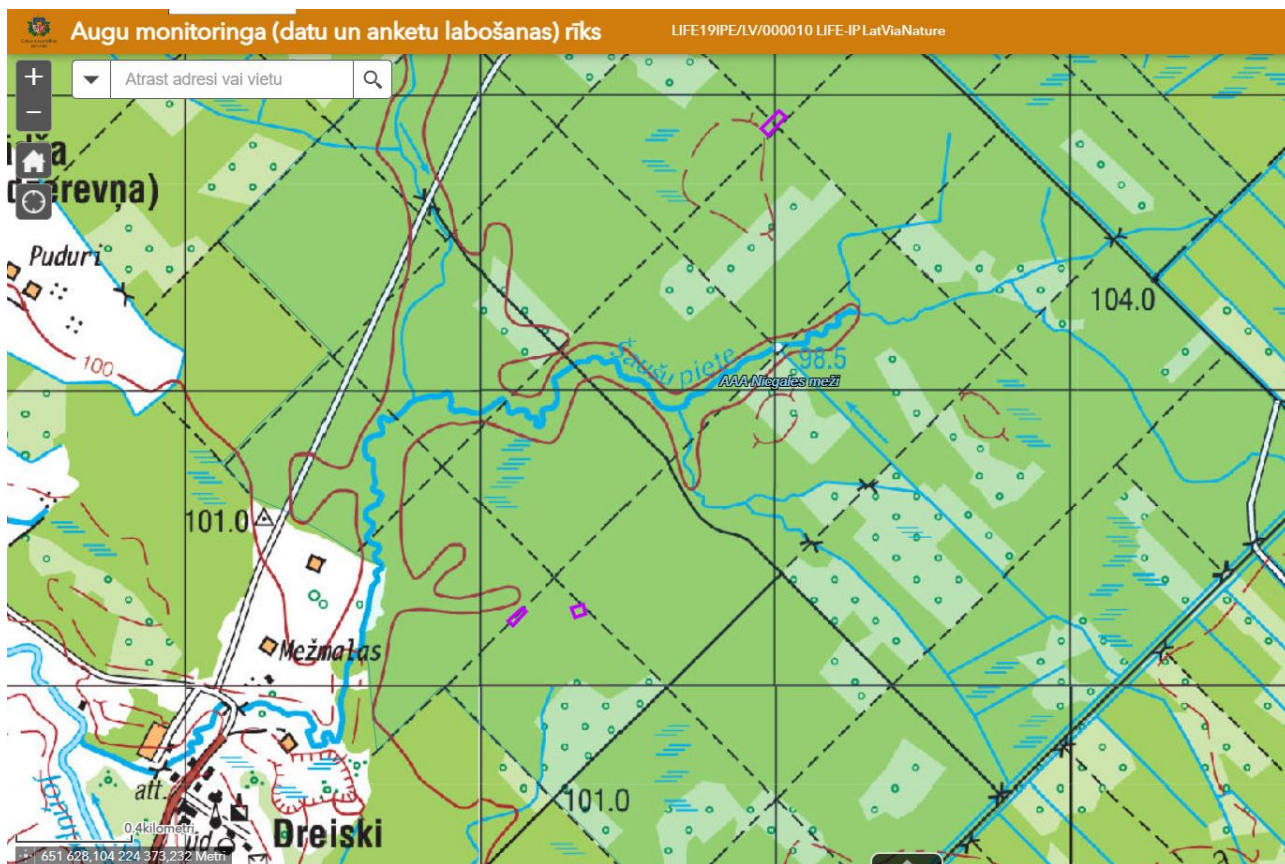 Augu monitoringa (datu un anketu labošanas) rīks
LIFE19IPE/LV/000010 LIFE-IP LatViaNature
+
Atrast adresi vai vietu
−
Puduri
104.0
Šaušu piete
98.5
100
AAA Nīcgales meži
101.0
Mežmalas
att.
101.0
0.4kilometri
Dreiski
651 628,104 224 373,232 Metri